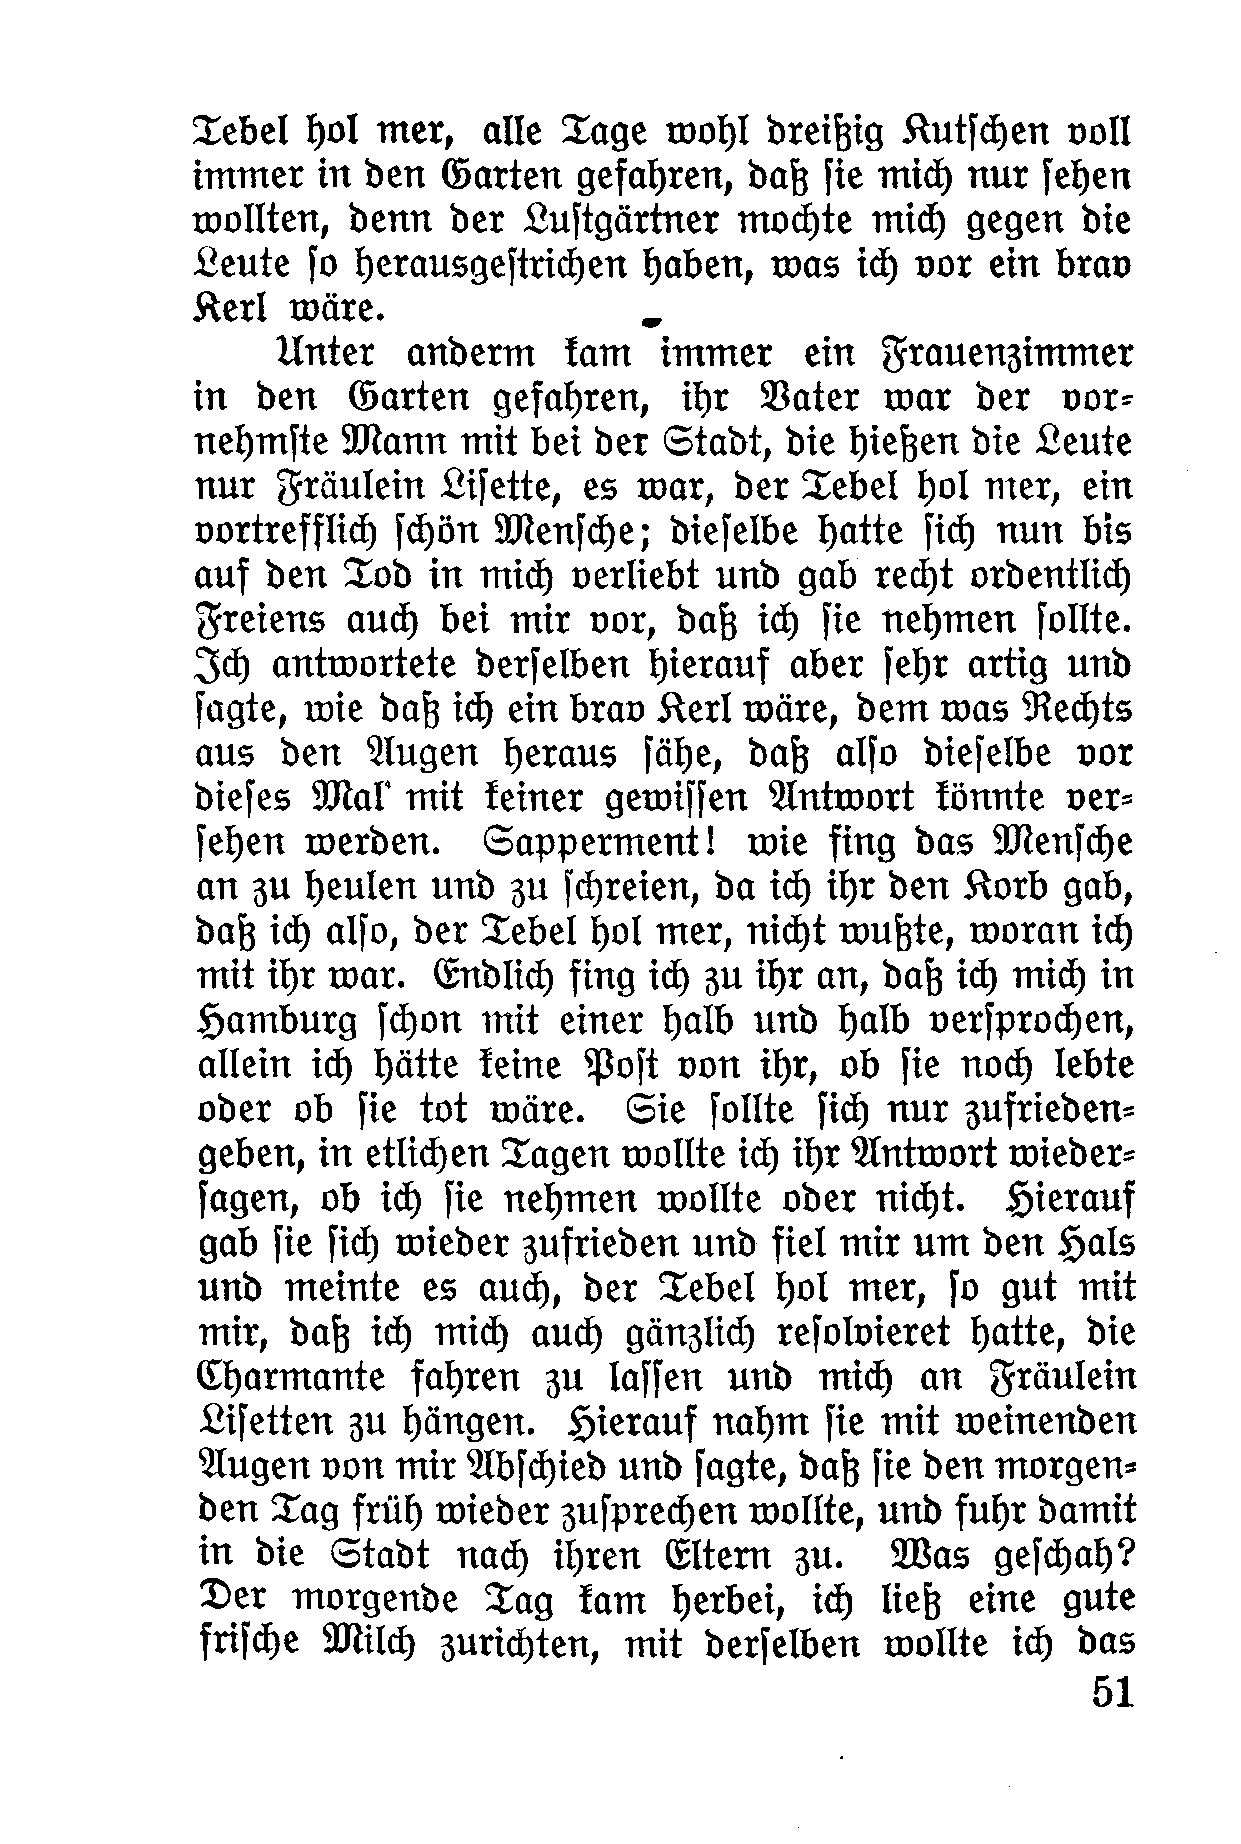 Tebel hol mer, alle Tage wohl dreißig Kutſchen voll
immer in den Garten gefahren, daß ſie mich nur ſehen
wollten, denn der Luſtgärtner mochte mich gegen die
Leute ſo herausgeſtrichen haben, was ich vor ein brav
Kerl wäre.
Unter anderm kam immer ein Frauenzimmer
in den Garten gefahren, ihr Vater war der vor⸗
nehmſte Mann mit bei der Stadt, die hießen die Leute
nur Fräulein Liſette, es war, der Tebel hol mer, ein
vortrefflich ſchön Menſche; dieſelbe hatte ſich nun bis
auf den Tod in mich verliebt und gab recht ordentlich
Freiens auch bei mir vor, daß ich ſie nehmen ſollte.
Ich antwortete derſelben hierauf aber ſehr artig und
ſagte, wie daß ich ein brav Kerl wäre, dem was Rechts
aus den Augen heraus ſähe, daß alſo dieſelbe vor
dieſes Mal mit keiner gewiſſen Antwort könnte ver⸗
ſehen werden. Sapperment! wie fing das Menſche
an zu heulen und zu ſchreien, da ich ihr den Korb gab,
daß ich alſo, der Tebel hol mer, nicht wußte, woran ich
mit ihr war. Endlich fing ich zu ihr an, daß ich mich in
Hamburg ſchon mit einer halb und halb verſprochen,
allein ich hätte keine Poſt von ihr, ob ſie noch lebte
oder ob ſie tot wäre. Sie ſollte ſich nur zufrieden⸗
geben, in etlichen Tagen wollte ich ihr Antwort wieder⸗
ſagen, ob ich ſie nehmen wollte oder nicht. Hierauf
gab ſie ſich wieder zufrieden und fiel mir um den Hals
und meinte es auch, der Tebel hol mer, ſo gut mit
mir, daß ich mich auch gänzlich reſolvieret hatte, die
Charmante fahren zu laſſen und mich an Fräulein
Liſetten zu hängen. Hierauf nahm ſie mit weinenden
Augen von mir Abſchied und ſagte, daß ſie den morgen⸗
den Tag früh wieder zuſprechen wollte, und fuhr damit
in die Stadt nach ihren Eltern zu. Was geſchah?
Der morgende Tag kam herbei, ich ließ eine gute
friſche Milch zurichten, mit derſelben wollte ich das
51